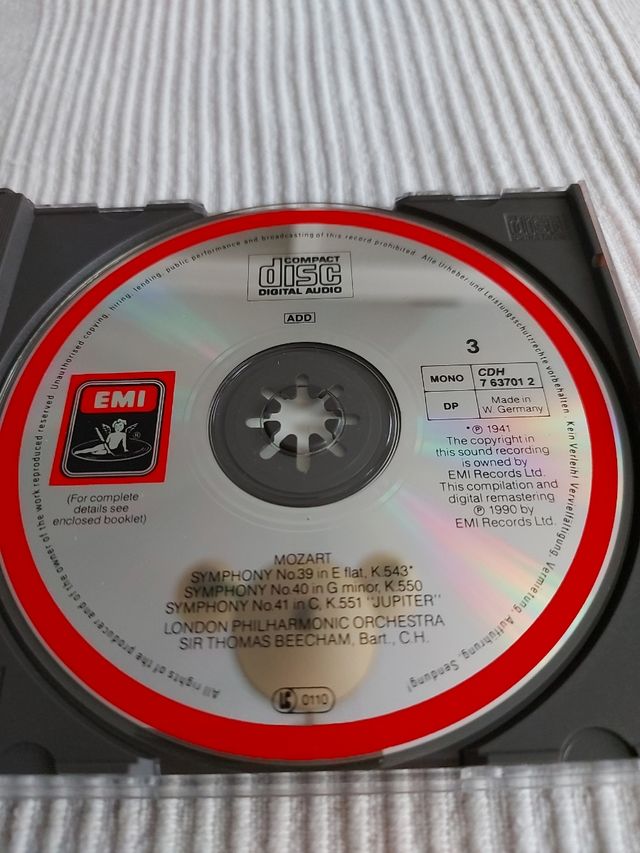 COMPACT
disc
DIGITAL AUDIO
ADD
3
MONO
CDH
7 63701 2
DP
Made in
W. Germany
EMI
®
(For complete
details see
enclosed booklet)
*℗ 1941
The copyright in
this sound recording
is owned by
EMI Records Ltd.
This compilation and
digital remastering
℗ 1990 by
EMI Records Ltd.
MOZART
SYMPHONY No.39 in E flat, K.543*
SYMPHONY No.40 in G minor, K.550
SYMPHONY No.41 in C, K.551 "JUPITER"
LONDON PHILHARMONIC ORCHESTRA
SIR THOMAS BEECHAM, Bart., C.H.
LC 0110
All rights of the producer and of the owner of the work reproduced reserved. Unauthorised copying, hiring, lending, public performance and broadcasting of this record prohibited. Alle Urheber und Leistungsschutzrechte vorbehalten. Kein Verleih! Vervielfältigung, Vermietung, Aufführung, Sendung!
disc